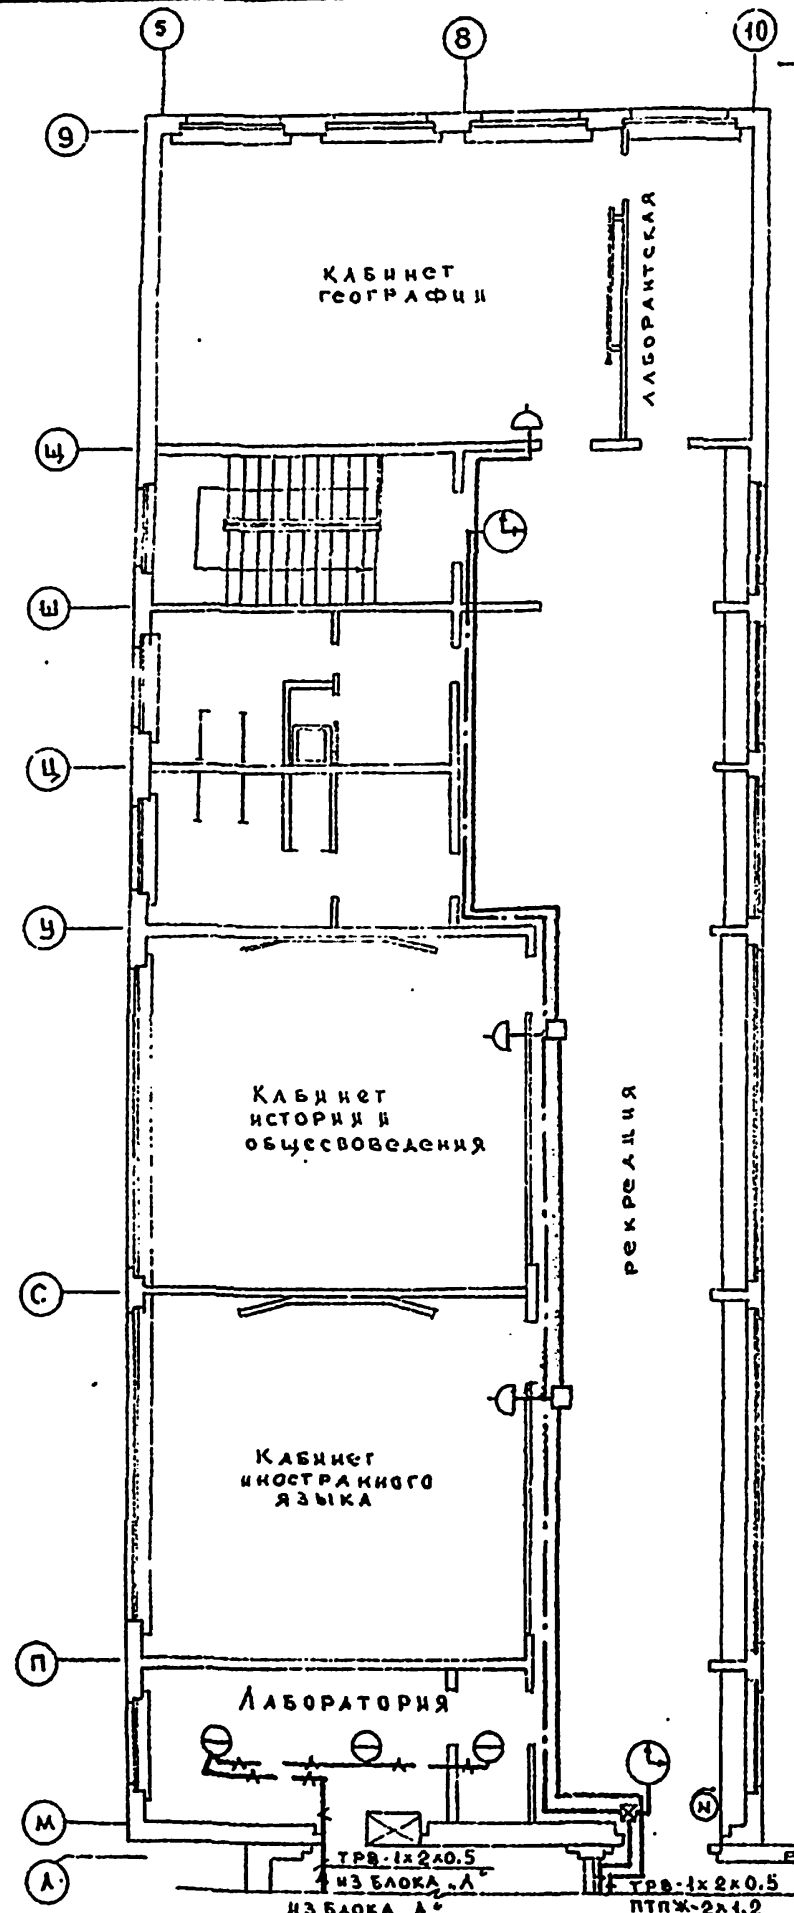 5
8
10
9
КАБИНЕТ
ГЕОГРАФИИ
ЛАБОРАНТСКАЯ
Щ
Ш
Ц
У
КАБИНЕТ
ИСТОРИИ И
ОБЩЕСВОВЕДЕНИЯ
РЕКРЕАЦИЯ
С
КАБИНЕТ
ИНОСТРАННОГО
ЯЗЫКА
П
ЛАБОРАТОРИЯ
М
Л
ТРВ-1х2х0.5
ИЗ БЛОКА „А“
ИЗ БЛОКА „А“
ТРВ-1х2х0.5
ПТПЖ-2х1.2